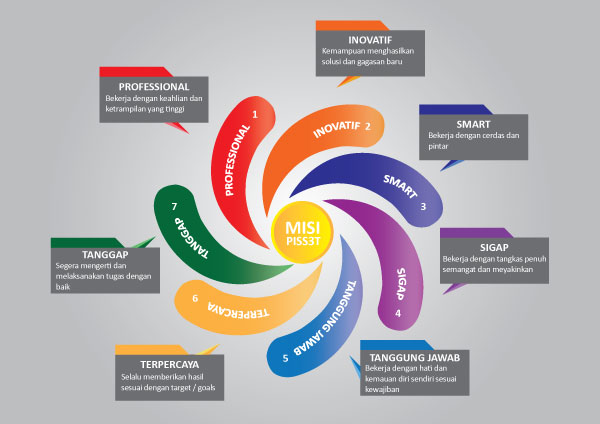 MISI
PISS3T
PROFESSIONAL 1
INOVATIF 2
SMART 3
SIGAP 4
TANGGUNG JAWAB 5
TERPERCAYA 6
TANGGAP 7
PROFESSIONAL
Bekerja dengan keahlian dan
ketrampilan yang tinggi
INOVATIF
Kemampuan menghasilkan
solusi dan gagasan baru
SMART
Bekerja dengan cerdas dan
pintar
SIGAP
Bekerja dengan tangkas penuh
semangat dan meyakinkan
TANGGUNG JAWAB
Bekerja dengan hati dan
kemauan diri sendiri sesuai
kewajiban
TERPERCAYA
Selalu memberikan hasil
sesuai dengan target / goals
TANGGAP
Segera mengerti dan
melaksanakan tugas dengan
baik